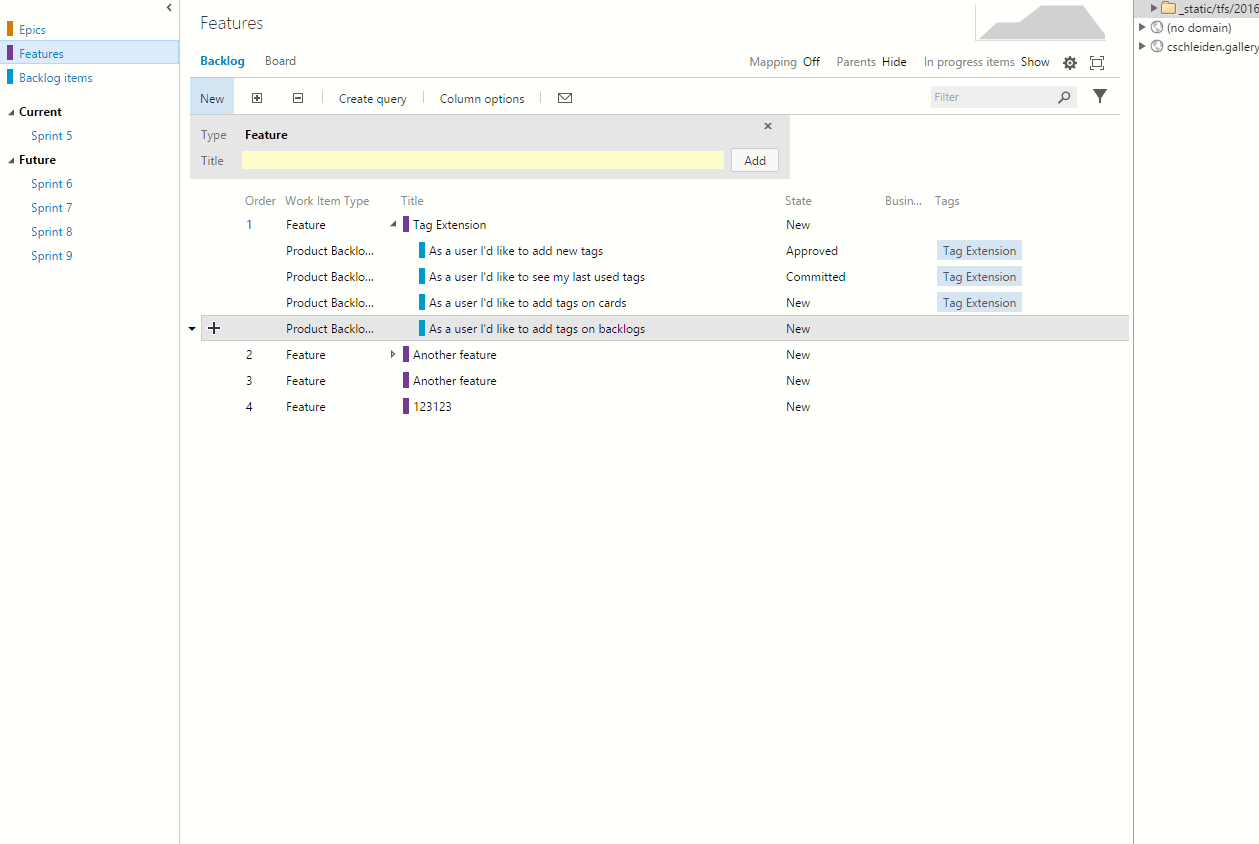 Epics
Features
Backlog items
Current
Sprint 5
Future
Sprint 6
Sprint 7
Sprint 8
Sprint 9
Features
Backlog Board
Mapping Off Parents Hide In progress items Show
New Create query Column options
Filter
Type Feature
Title Add
Order Work Item Type Title State Busin... Tags
1 Feature Tag Extension New
Product Backlo... As a user I'd like to add new tags Approved Tag Extension
Product Backlo... As a user I'd like to see my last used tags Committed Tag Extension
Product Backlo... As a user I'd like to add tags on cards New Tag Extension
Product Backlo... As a user I'd like to add tags on backlogs New
2 Feature Another feature New
3 Feature Another feature New
4 Feature 123123 New
_static/tfs/2016
(no domain)
cschleiden.gallery